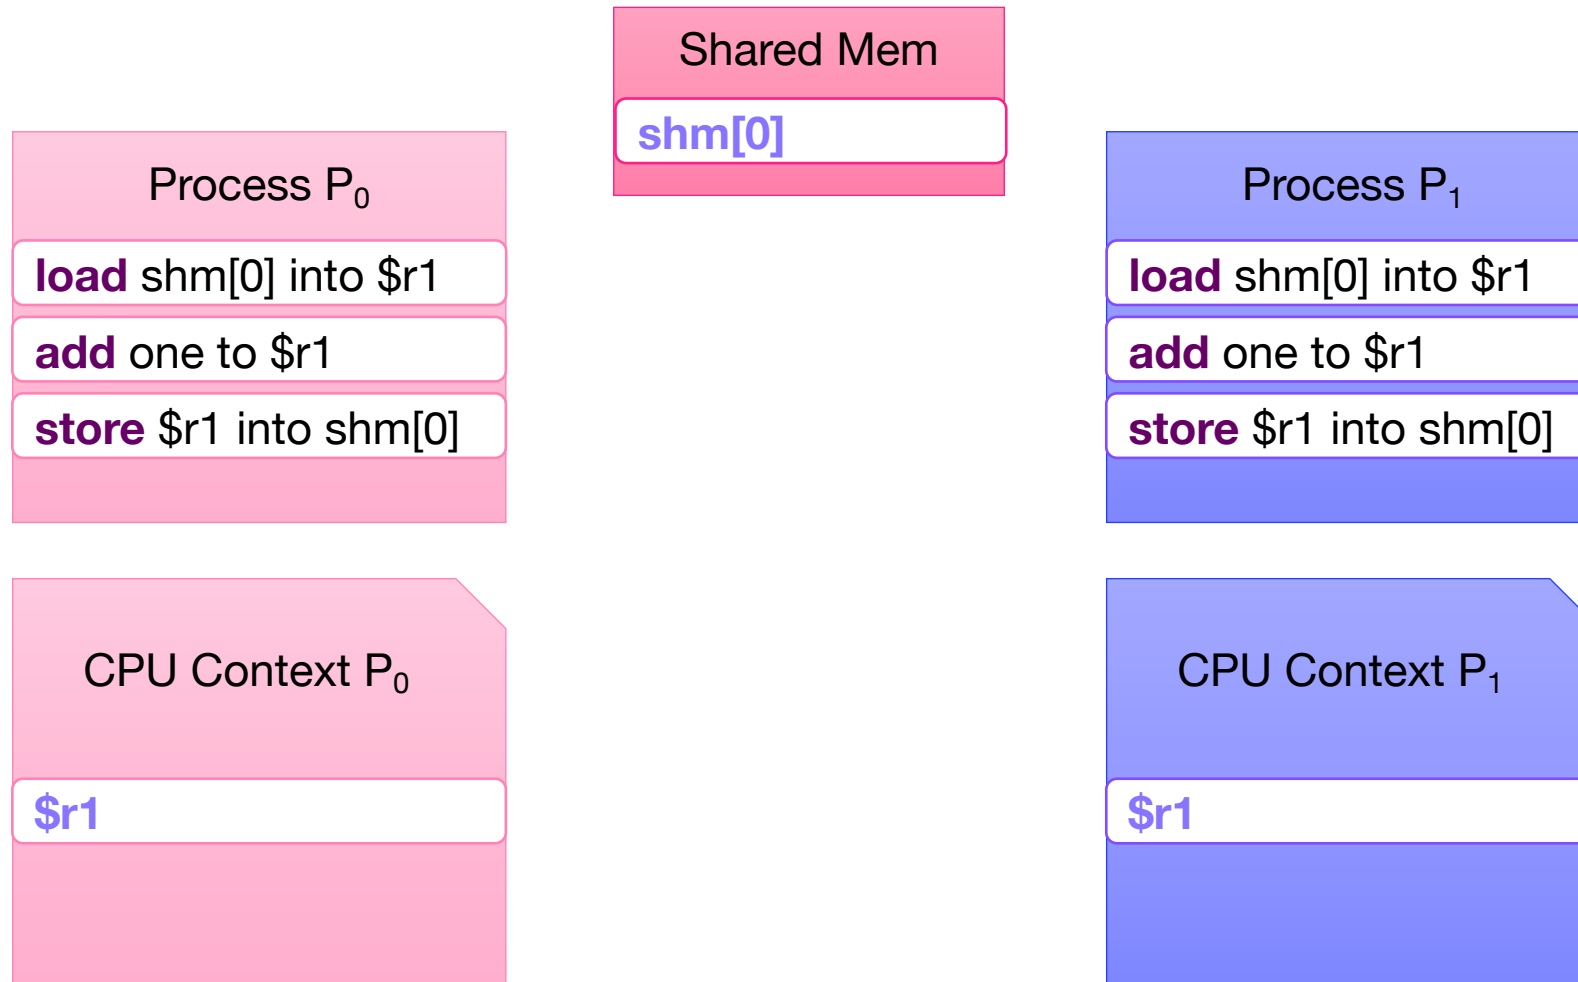 Shared Mem
shm[0]
Process P₀
load shm[0] into $r1
add one to $r1
store $r1 into shm[0]
Process P₁
load shm[0] into $r1
add one to $r1
store $r1 into shm[0]
CPU Context P₀
$r1
CPU Context P₁
$r1